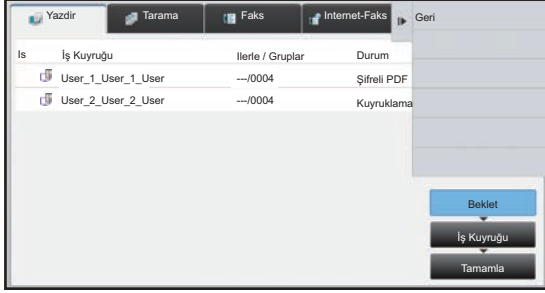 Yazdir Tarama Faks Internet-Faks Geri
Is İş Kuyruğu Ilerle / Gruplar Durum
User_1_User_1_User ---/0004 Şifreli PDF
User_2_User_2_User ---/0004 Kuyruklama
Beklet
İş Kuyruğu
Tamamla